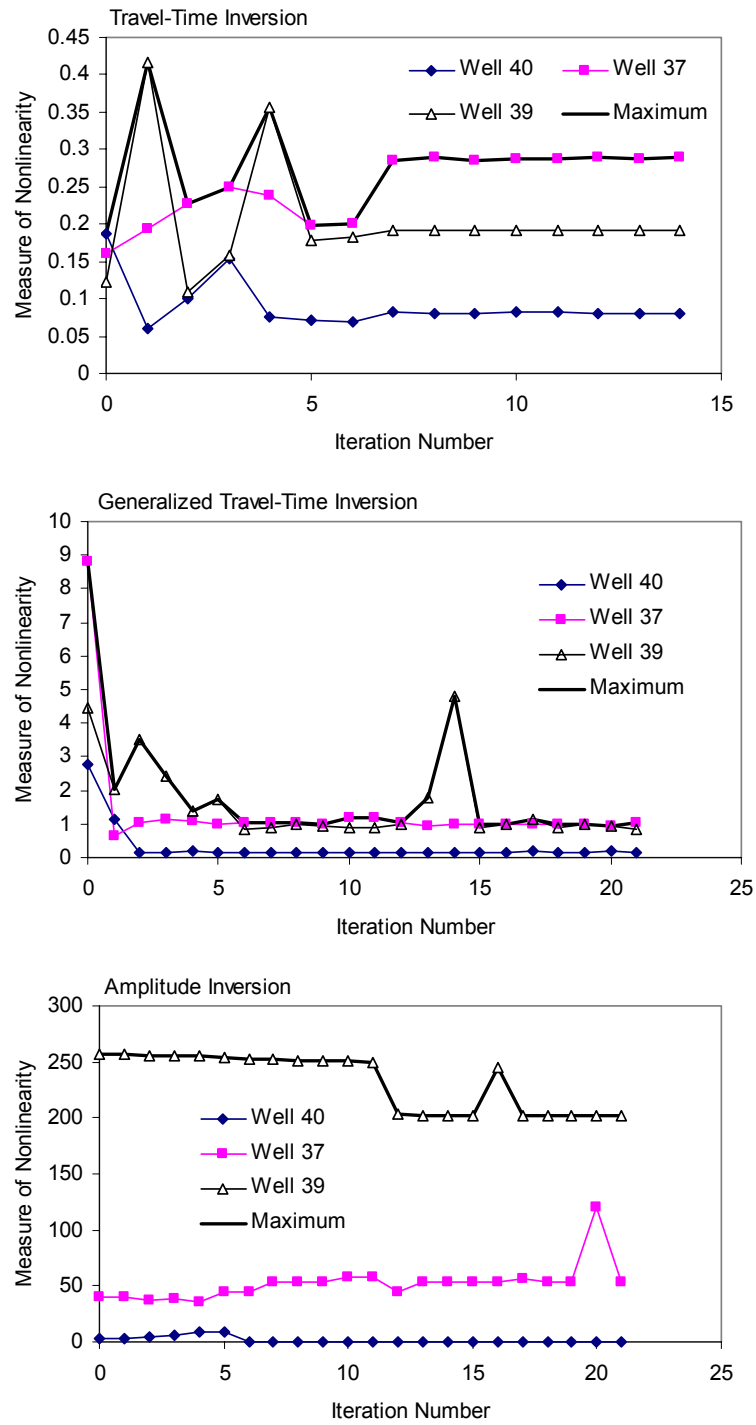 Travel-Time Inversion
0.45
0.4
0.35
0.3
0.25
0.2
0.15
0.1
0.05
0
Measure of Nonlinearity
Well 40
Well 37
Well 39
Maximum
0 5 10 15
Iteration Number
Generalized Travel-Time Inversion
10
9
8
7
6
5
4
3
2
1
0
Measure of Nonlinearity
Well 40
Well 37
Well 39
Maximum
0 5 10 15 20 25
Iteration Number
Amplitude Inversion
300
250
200
150
100
50
0
Measure of Nonlinearity
Well 40
Well 37
Well 39
Maximum
0 5 10 15 20 25
Iteration Number